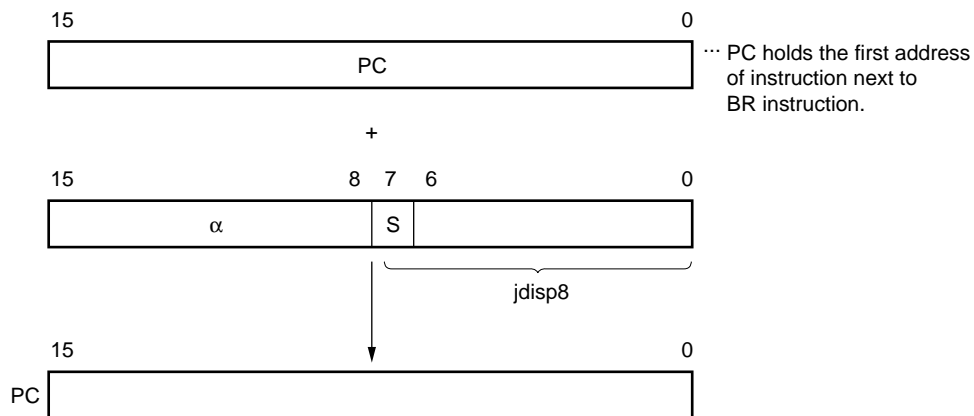 15 0
PC
... PC holds the first address
of instruction next to
BR instruction.
+
15 8 7 6 0
α S
jdisp8
15 0
PC